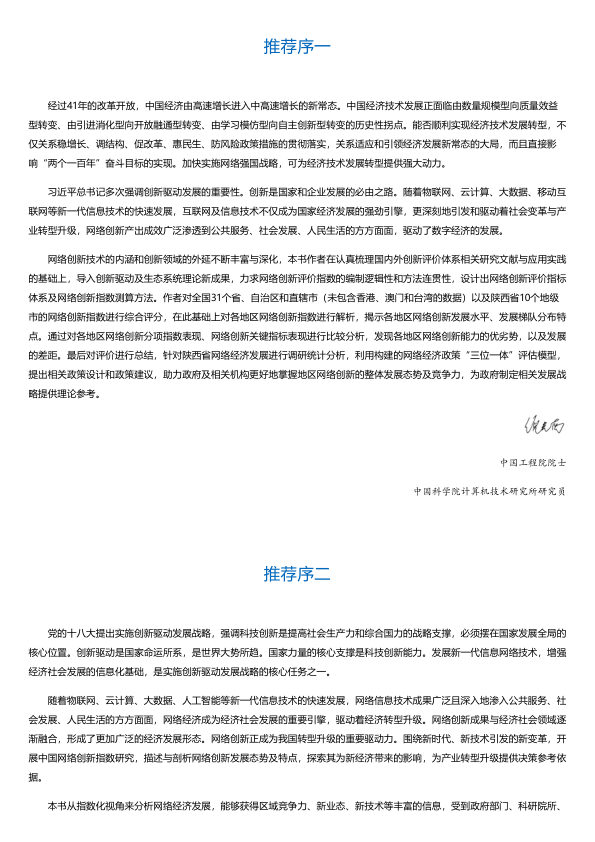 推荐序一
经过41年的改革开放，中国经济由高速增长进入中高速增长的新常态。中国经济技术发展正面临由数量规模型向质量效益
型转变、由引进消化型向开放融通型转变、由学习模仿型向自主创新型转变的历史性拐点。能否顺利实现经济技术发展转型，不
仅关系稳增长、调结构、促改革、惠民生、防风险政策措施的贯彻落实，关系适应和引领经济发展新常态的大局，而且直接影
响“两个一百年”奋斗目标的实现。加快实施网络强国战略，可为经济技术发展转型提供强大动力。
习近平总书记多次强调创新驱动发展的重要性。创新是国家和企业发展的必由之路。随着物联网、云计算、大数据、移动互
联网等新一代信息技术的快速发展，互联网及信息技术不仅成为国家经济发展的强劲引擎，更深刻地引发和驱动着社会变革与产
业转型升级，网络创新产出成效广泛渗透到公共服务、社会发展、人民生活的方方面面，驱动了数字经济的发展。
网络创新技术的内涵和创新领域的外延不断丰富与深化，本书作者在认真梳理国内外创新评价体系相关研究文献与应用实践
的基础上，导入创新驱动及生态系统理论新成果，力求网络创新评价指数的编制逻辑性和方法连贯性，设计出网络创新评价指标
体系及网络创新指数测算方法。作者对全国31个省、自治区和直辖市（未包含香港、澳门和台湾的数据）以及陕西省10个地级
市的网络创新指数进行综合评分，在此基础上对各地区网络创新指数进行解析，揭示各地区网络创新发展水平、发展梯队分布特
点。通过对各地区网络创新分项指数表现、网络创新关键指标表现进行比较分析，发现各地区网络创新能力的优劣势，以及发展
的差距。最后对评价进行总结，针对陕西省网络经济发展进行调研统计分析，利用构建的网络经济政策“三位一体”评估模型，
提出相关政策设计和政策建议，助力政府及相关机构更好地掌握地区网络创新的整体发展态势及竞争力，为政府制定相关发展战
略提供理论参考。
中国工程院院士
中国科学院计算机技术研究所研究员
推荐序二
党的十八大提出实施创新驱动发展战略，强调科技创新是提高社会生产力和综合国力的战略支撑，必须摆在国家发展全局的
核心位置。创新驱动是国家命运所系，是世界大势所趋。国家力量的核心支撑是科技创新能力。发展新一代信息网络技术，增强
经济社会发展的信息化基础，是实施创新驱动发展战略的核心任务之一。
随着物联网、云计算、大数据、人工智能等新一代信息技术的快速发展，网络信息技术成果广泛且深入地渗入公共服务、社
会发展、人民生活的方方面面，网络经济成为经济社会发展的重要引擎，驱动着经济转型升级。网络创新成果与经济社会领域逐
渐融合，形成了更加广泛的经济发展形态。网络创新正成为我国转型升级的重要驱动力。围绕新时代、新技术引发的新变革，开
展中国网络创新指数研究，描述与剖析网络创新发展态势及特点，探索其为新经济带来的影响，为产业转型升级提供决策参考依
据。
本书从指数化视角来分析网络经济发展，能够获得区域竞争力、新业态、新技术等丰富的信息，受到政府部门、科研院所、